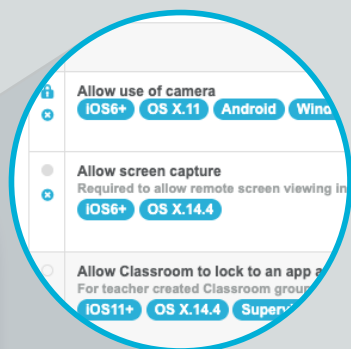 Allow use of camera
iOS6+ OS X.11 Android
Allow screen capture
Required to allow remote screen viewing in
iOS6+ OS X.14.4
Allow Classroom to lock to an app
For teacher created Classroom
iOS11+ OS X.14.4